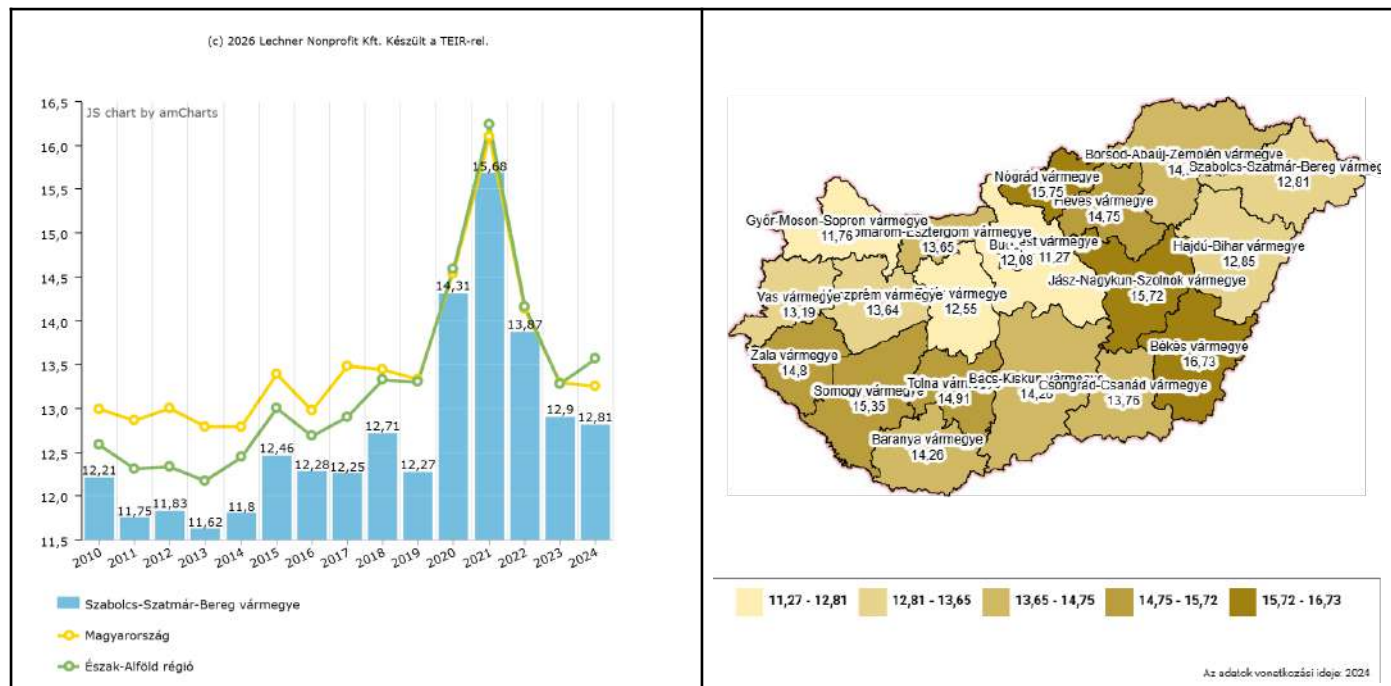 (c) 2026 Lechner Nonprofit Kft. Készült a TEIR-rel.
JS chart by amCharts
16,5
16,0
15,5
15,0
14,5
14,0
13,5
13,0
12,5
12,0
11,5
12,21
11,75
11,83
11,62
11,8
12,46
12,28
12,25
12,71
12,27
14,31
15,68
13,87
12,9
12,81
2010
2011
2012
2013
2014
2015
2016
2017
2018
2019
2020
2021
2022
2023
2024
Szabolcs-Szatmár-Bereg vármegye
Magyarország
Észak-Alföld régió
Borsod-Abaúj-Zemplén vármegye
Szabolcs-Szatmár-Bereg
12,81
Nógrád vármegye
15,75
Heves vármegye
14,75
Győr-Moson-Sopron vármegye
11,76
vármegye
13,65
vármegye
12,08
11,27
Hajdú-Bihar vármegye
12,85
Jász-Nagykun-Szolnok vármegye
15,72
Vas vármegye
13,19
vármegye
13,64
vármegye
12,55
Békés vármegye
16,73
Zala vármegye
14,8
Somogy vármegye
15,35
Tolna
14,91
Bács-Kiskun
Csongrád-Csanád vármegye
13,76
Baranya vármegye
14,26
11,27 - 12,81
12,81 - 13,65
13,65 - 14,75
14,75 - 15,72
15,72 - 16,73
Az adatok vonatkozási ideje: 2024